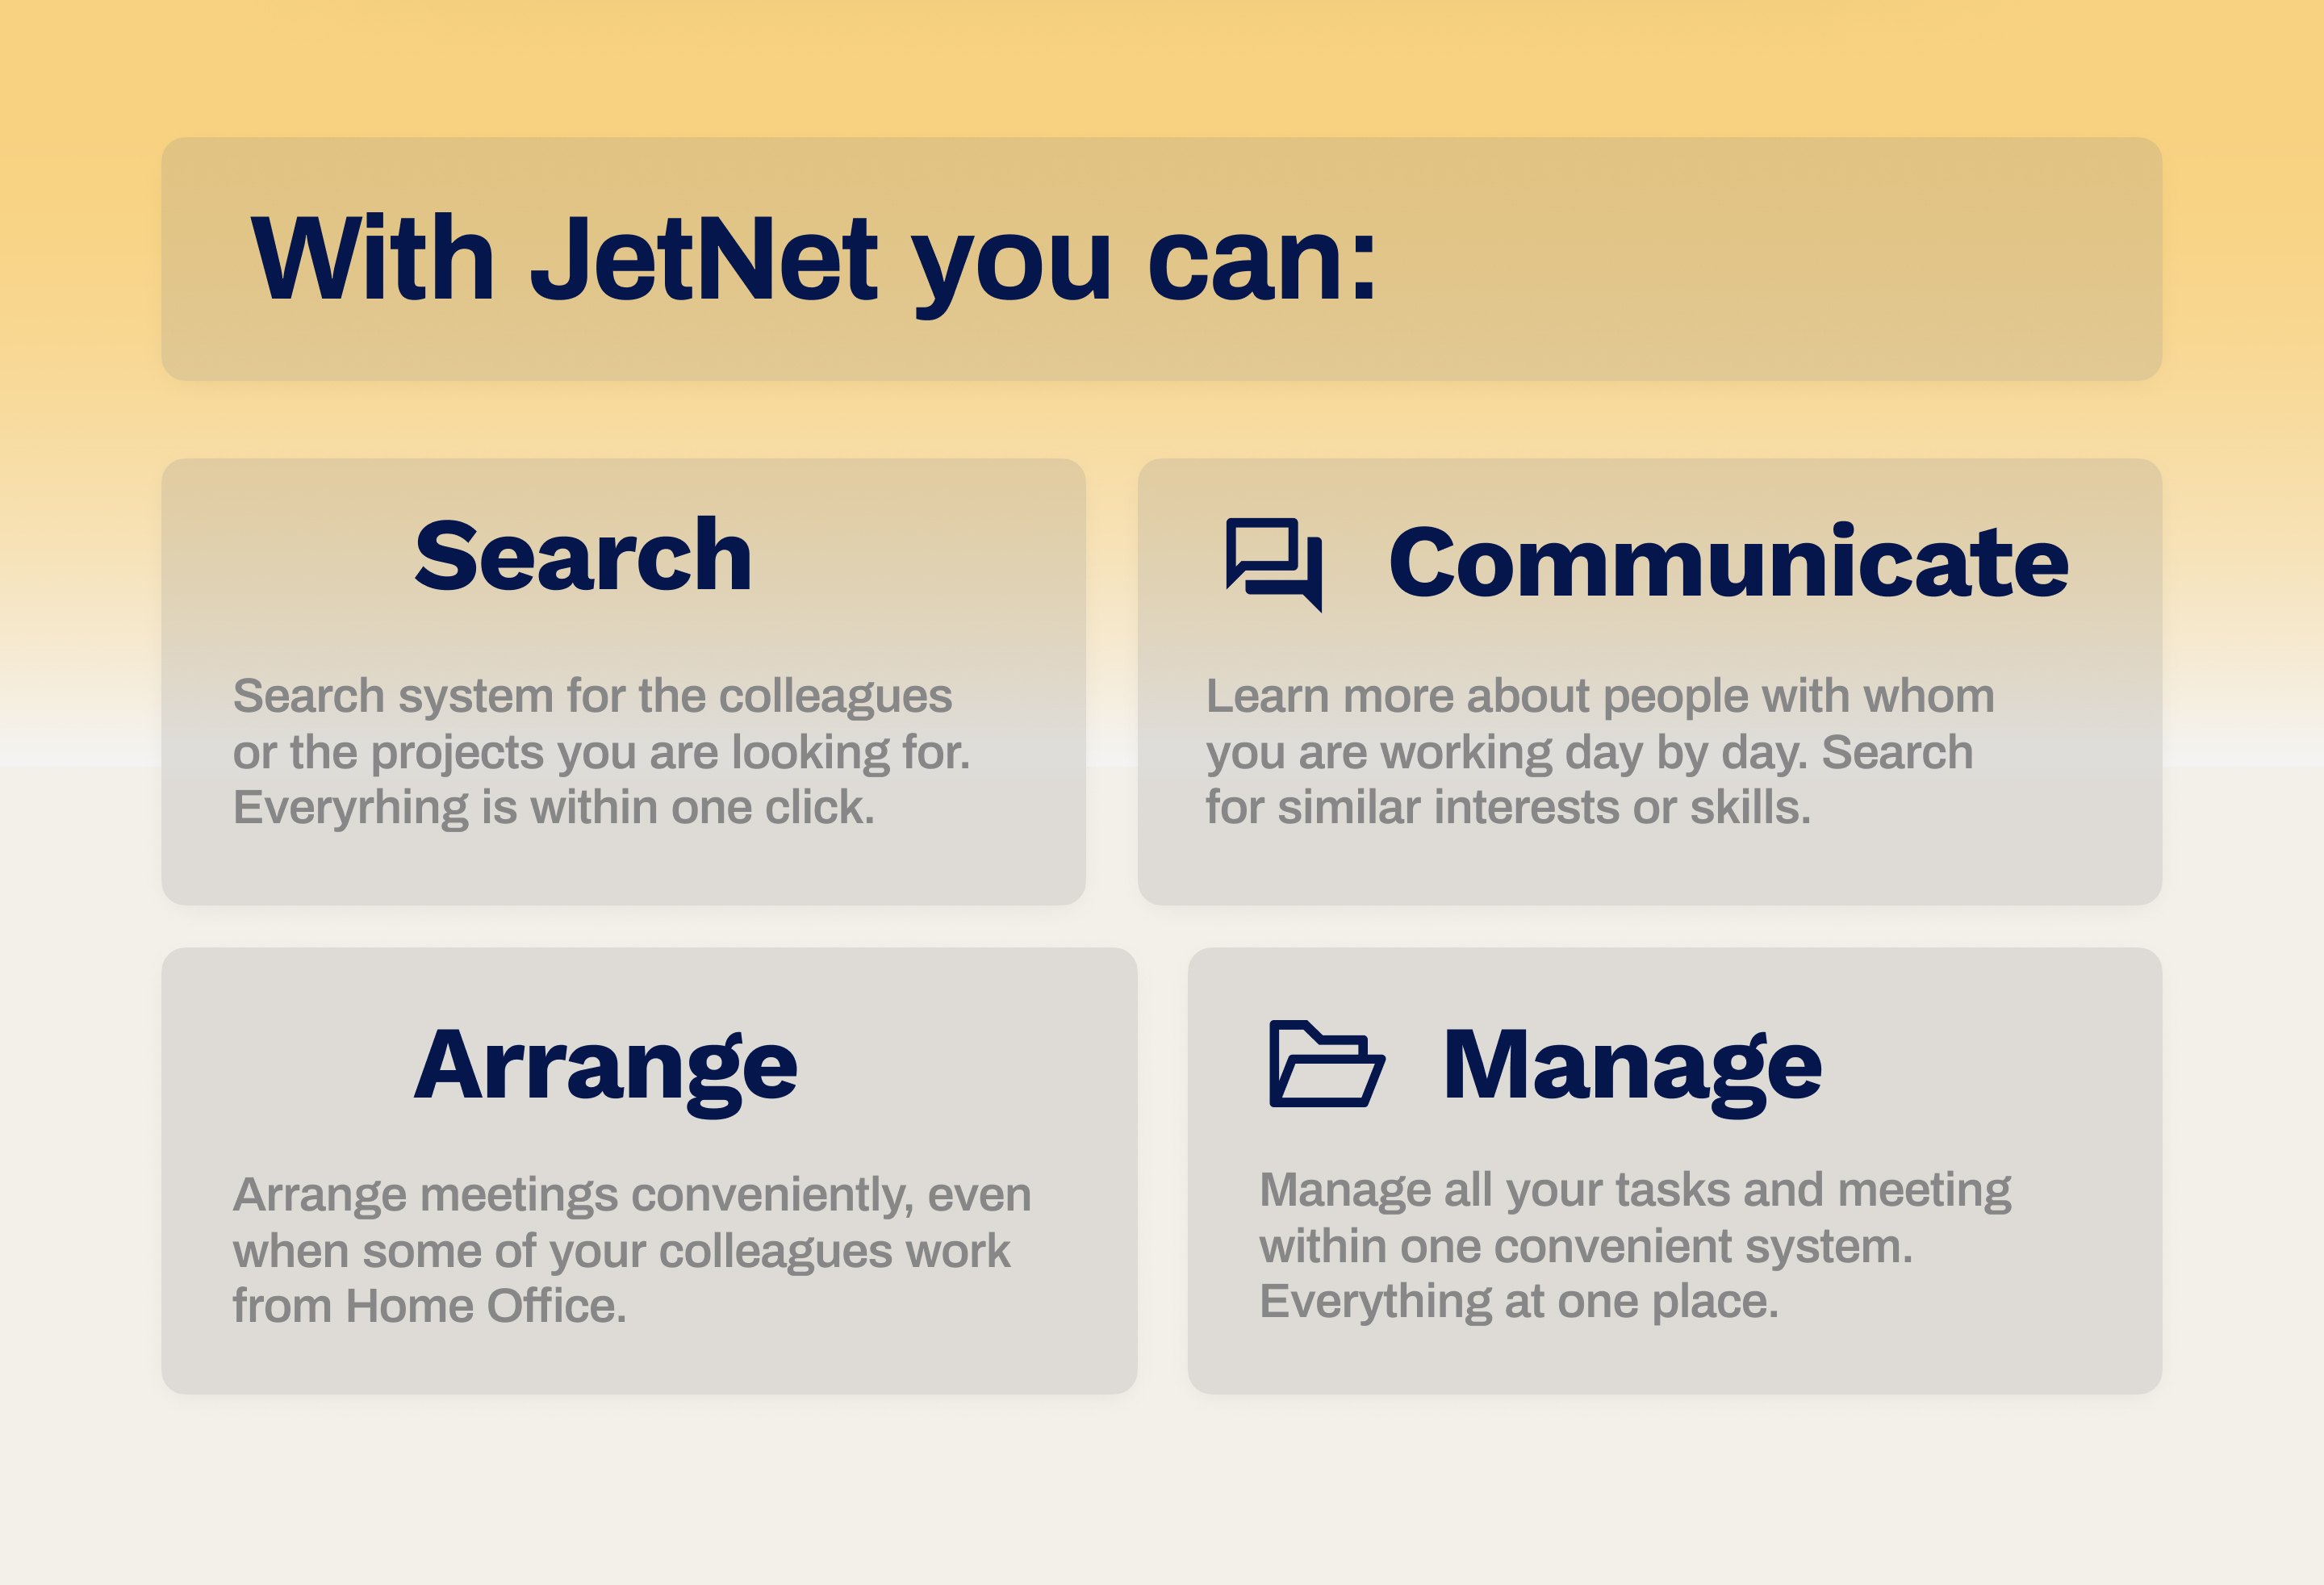 With JetNet you can:
Search
Search system for the colleagues
or the projects you are looking for.
Everyrhing is within one click.
Communicate
Learn more about people with whom
you are working day by day. Search
for similar interests or skills.
Arrange
Arrange meetings conveniently, even
when some of your colleagues work
from Home Office.
Manage
Manage all your tasks and meeting
within one convenient system.
Everything at one place.